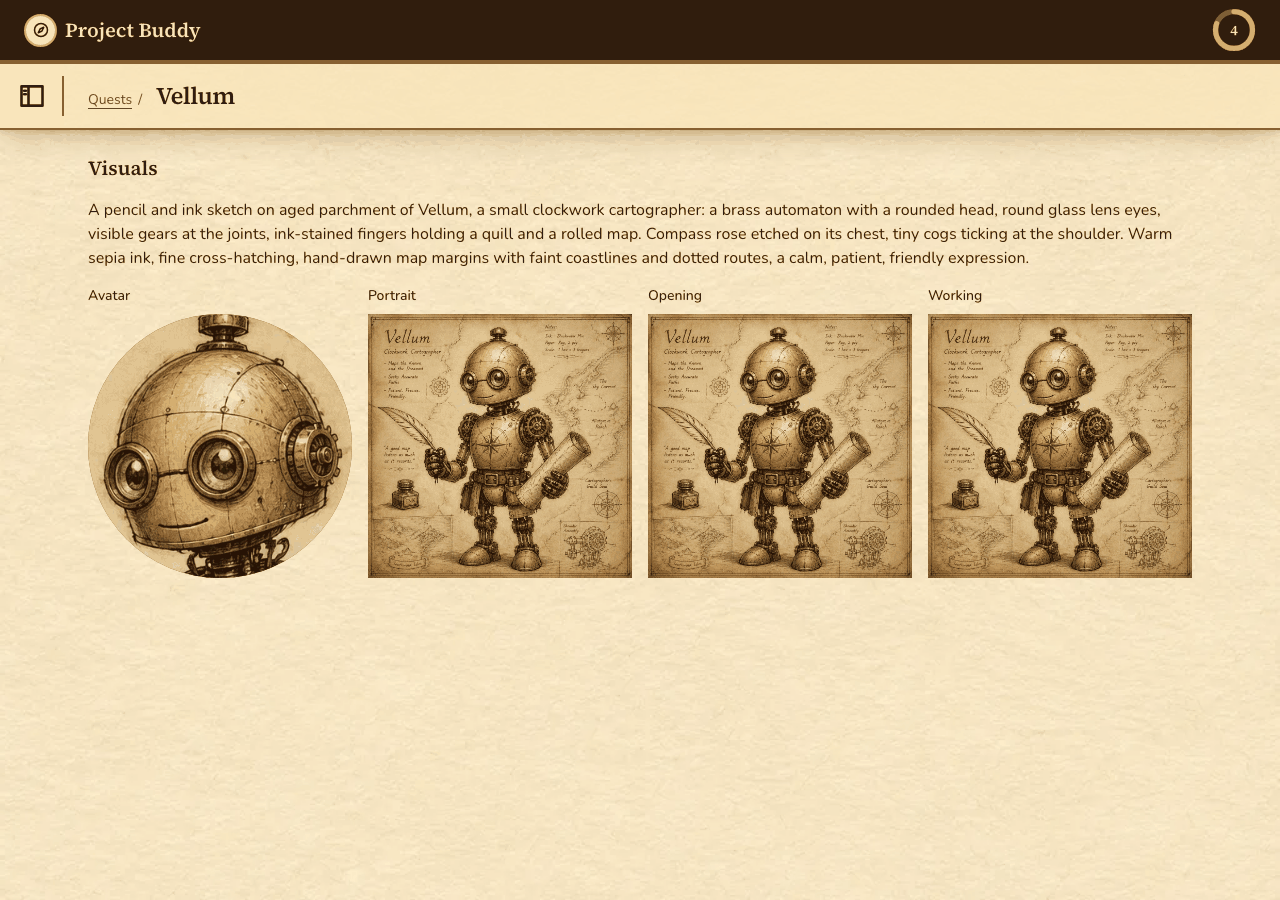 Project Buddy
4
Quests / Vellum
Visuals
A pencil and ink sketch on aged parchment of Vellum, a small clockwork cartographer: a brass automaton with a rounded head, round glass lens eyes,
visible gears at the joints, ink-stained fingers holding a quill and a rolled map. Compass rose etched on its chest, tiny cogs ticking at the shoulder. Warm
sepia ink, fine cross-hatching, hand-drawn map margins with faint coastlines and dotted routes, a calm, patient, friendly expression.
Avatar
Portrait
Opening
Working
Vellum
Clockwork Cartographer
Vellum
Clockwork Cartographer
Vellum
Clockwork Cartographer